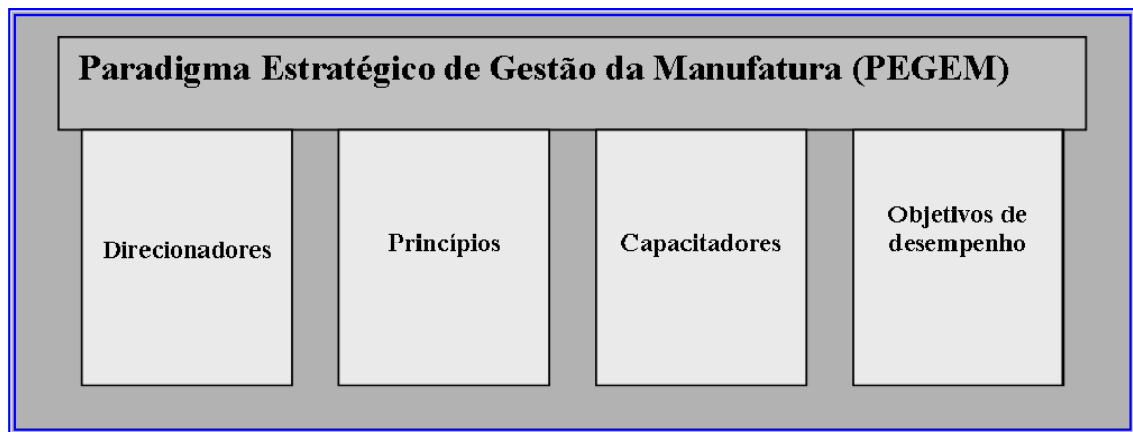 Paradigma Estratégico de Gestão da Manufatura (PEGEM)
Direcionadores
Princípios
Capacitadores
Objetivos de
desempenho